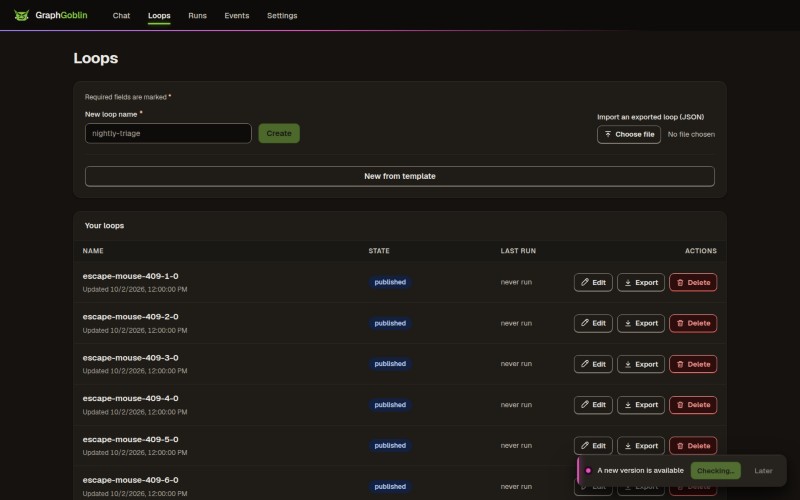 GraphGoblin
Chat
Loops
Runs
Events
Settings
Loops
Required fields are marked *
New loop name *
nightly-triage
Create
Import an exported loop (JSON)
Choose file
No file chosen
New from template
Your loops
NAME
STATE
LAST RUN
ACTIONS
escape-mouse-409-1-0
Updated 10/2/2026, 12:00:00 PM
published
never run
Edit
Export
Delete
escape-mouse-409-2-0
Updated 10/2/2026, 12:00:00 PM
published
never run
Edit
Export
Delete
escape-mouse-409-3-0
Updated 10/2/2026, 12:00:00 PM
published
never run
Edit
Export
Delete
escape-mouse-409-4-0
Updated 10/2/2026, 12:00:00 PM
published
never run
Edit
Export
Delete
escape-mouse-409-5-0
Updated 10/2/2026, 12:00:00 PM
published
never run
Edit
Export
Delete
escape-mouse-409-6-0
Updated 10/2/2026, 12:00:00 PM
published
never run
A new version is available
Checking...
Later